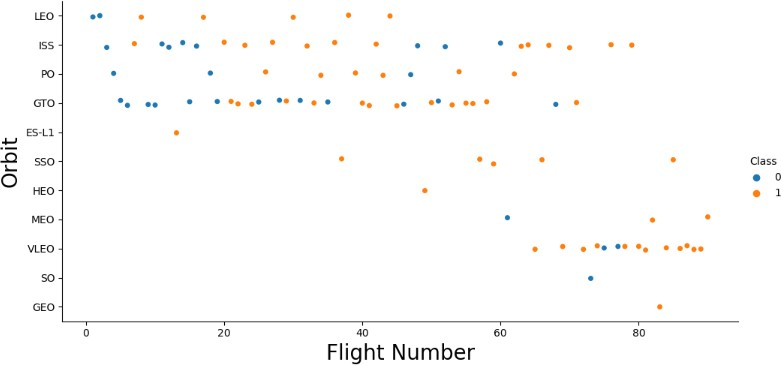 LEO
ISS
PO
GTO
ES-L1
SSO
HEO
MEO
VLEO
SO
GEO
Orbit
0 20 40 60 80
Flight Number
Class
0
1